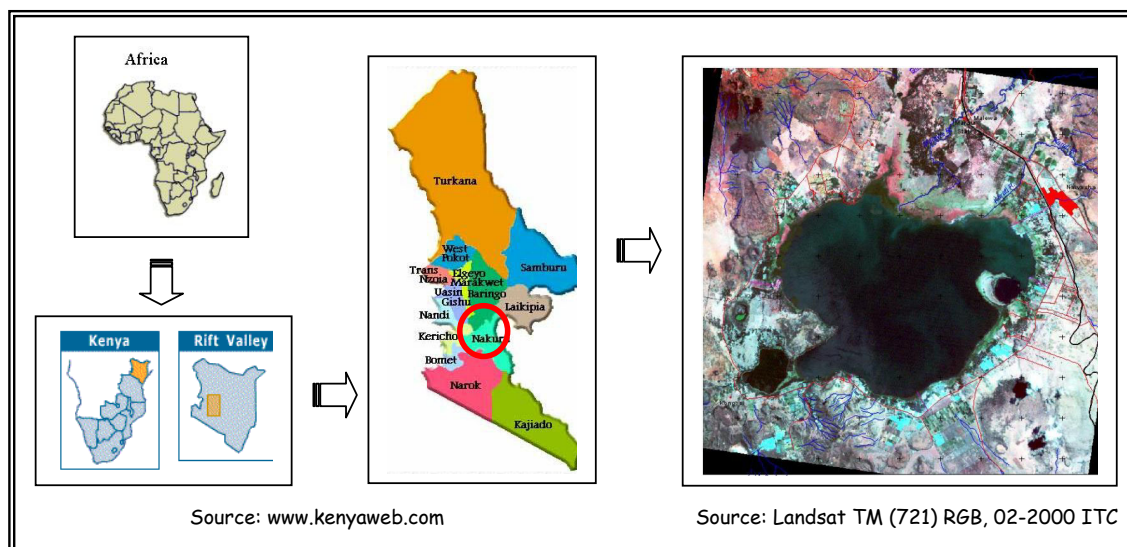 Africa
Kenya
Rift Valley
Turkana
West
Pokot
Trans
Nzoia
Elgeyo
Marakwet
Uasin
Gishu
Baringo
Samburu
Laikipia
Nandi
Kericho
Nakuru
Bomet
Narok
Kajiado
Malewa
Source: www.kenyaweb.com
Source: Landsat TM (721) RGB, 02-2000 ITC